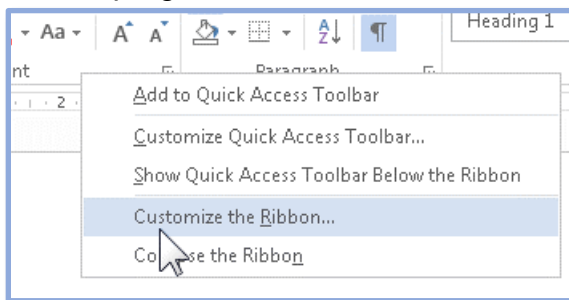 Aa
A A
A Z
¶
Heading 1
nt
Paragraph
2
Add to Quick Access Toolbar
Customize Quick Access Toolbar...
Show Quick Access Toolbar Below the Ribbon
Customize the Ribbon...
the Ribbon